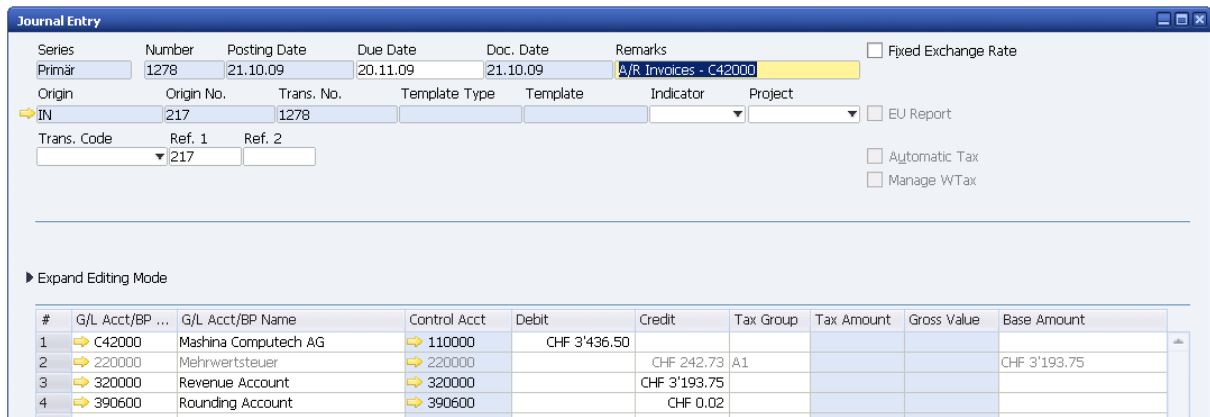 Journal Entry
Series Number Posting Date Due Date Doc. Date Remarks Fixed Exchange Rate
Primär 1278 21.10.09 20.11.09 21.10.09 A/R Invoices - C42000
Origin Origin No. Trans. No. Template Type Template Indicator Project
IN 217 1278 EU Report
Trans. Code Ref. 1 Ref. 2
217 Automatic Tax
Manage WTax
Expand Editing Mode
# G/L Acct/BP ... G/L Acct/BP Name Control Acct Debit Credit Tax Group Tax Amount Gross Value Base Amount
1 C42000 Mashina Computech AG 110000 CHF 3'436.50
2 220000 Mehrwertsteuer 220000 CHF 242.73 A1 CHF 3'193.75
3 320000 Revenue Account 320000 CHF 3'193.75
4 390600 Rounding Account 390600 CHF 0.02